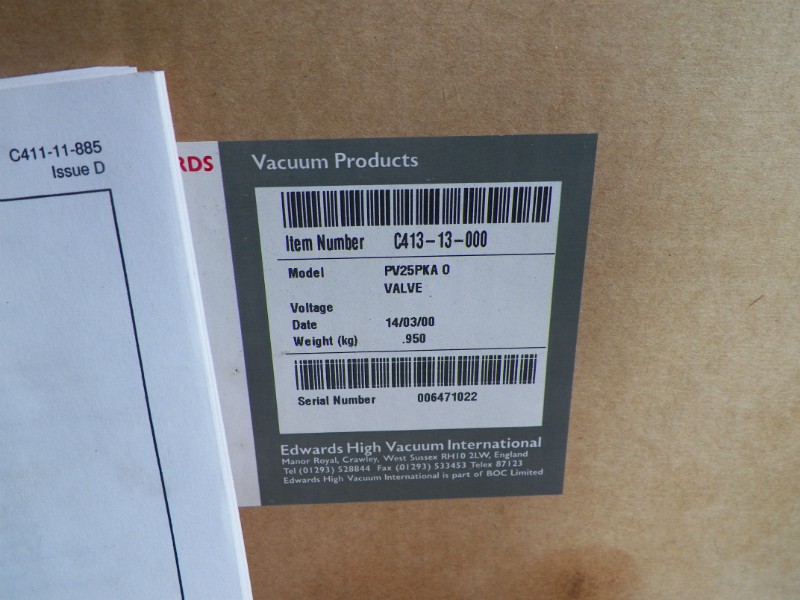 C411-11-885
Issue D
RDS
Vacuum Products
Item Number C413-13-000
Model PV25PKA O
VALVE
Voltage
Date 14/03/00
Weight (kg) .950
Serial Number 006471022
Edwards High Vacuum International
Manor Royal, Crawley, West Sussex RH10 2LW, England
Tel (01293) 528844 Fax (01293) 533453 Telex 87123
Edwards High Vacuum International is part of BOC Limited